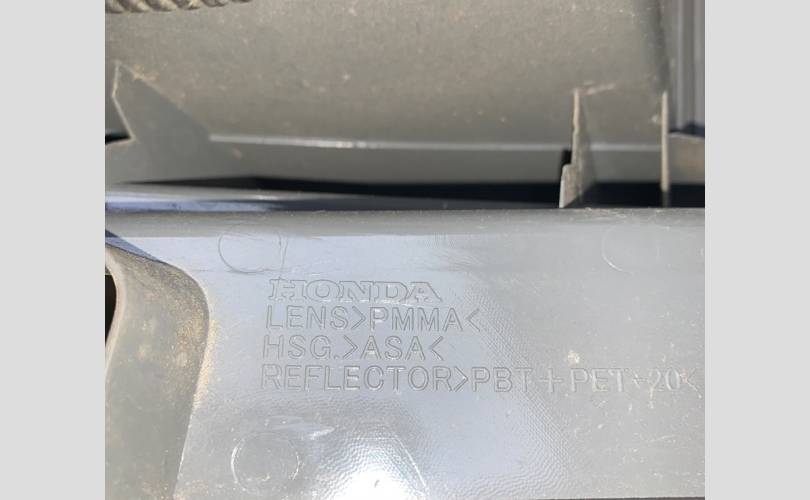 HONDA
LENS>PMMA<
HSG.>ASA<
REFLECTOR>PBT+PET+20<